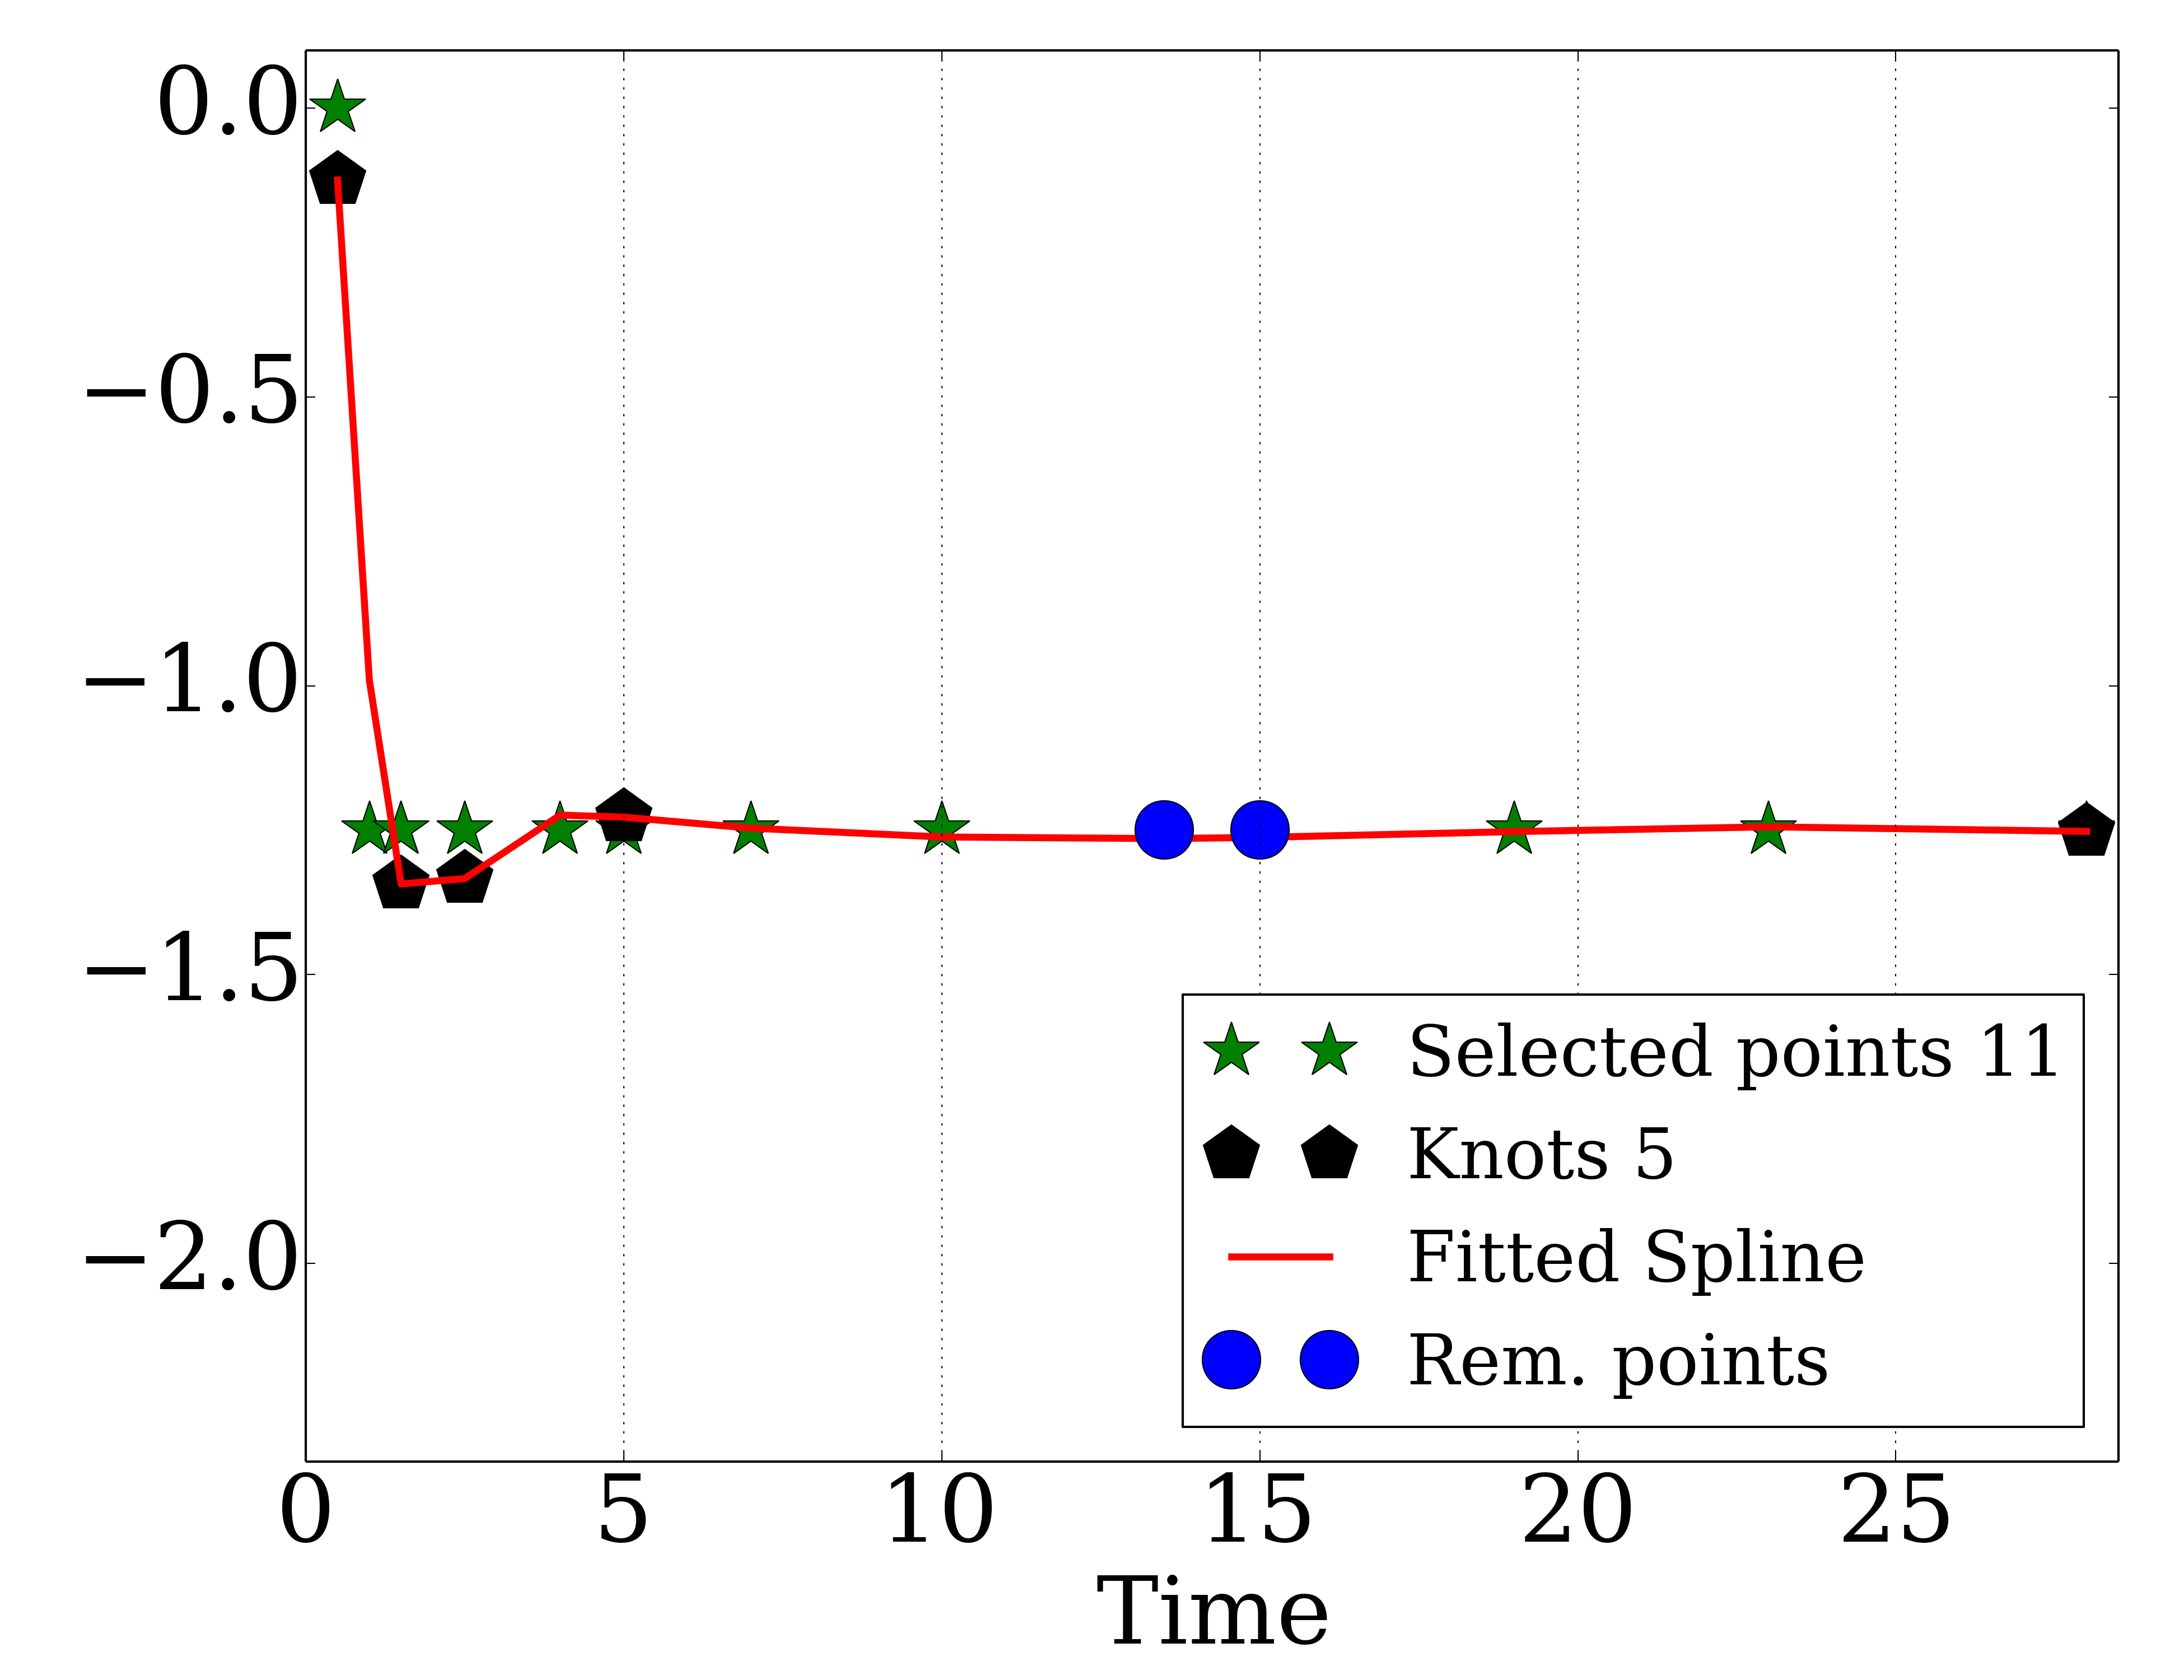 0.0
−0.5
−1.0
−1.5
−2.0
Selected points 11
Knots 5
Fitted Spline
Rem. points
0 5 10 15 20 25
Time